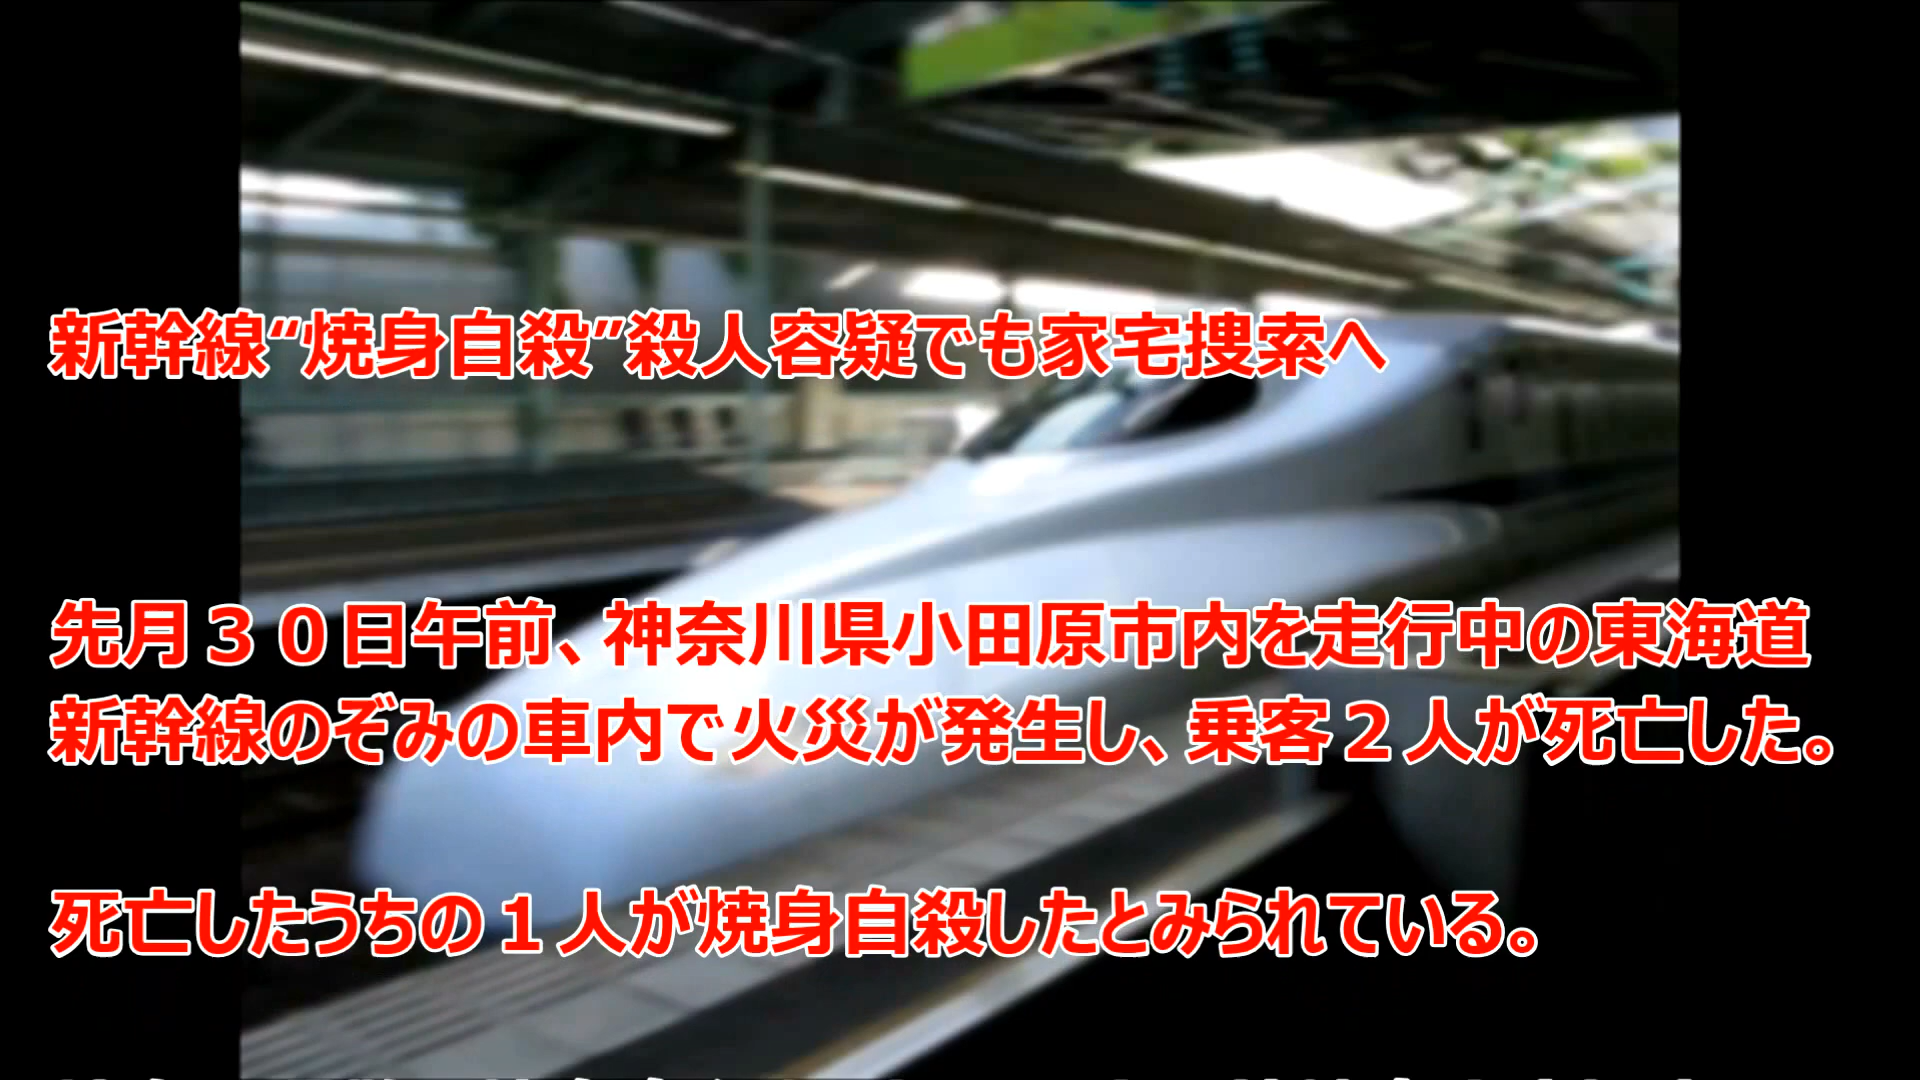 新幹線“焼身自殺”殺人容疑でも家宅捜索へ
先月３０日午前、神奈川県小田原市内を走行中の東海道
新幹線のぞみの車内で火災が発生し、乗客２人が死亡した。
死亡したうちの１人が焼身自殺したとみられている。